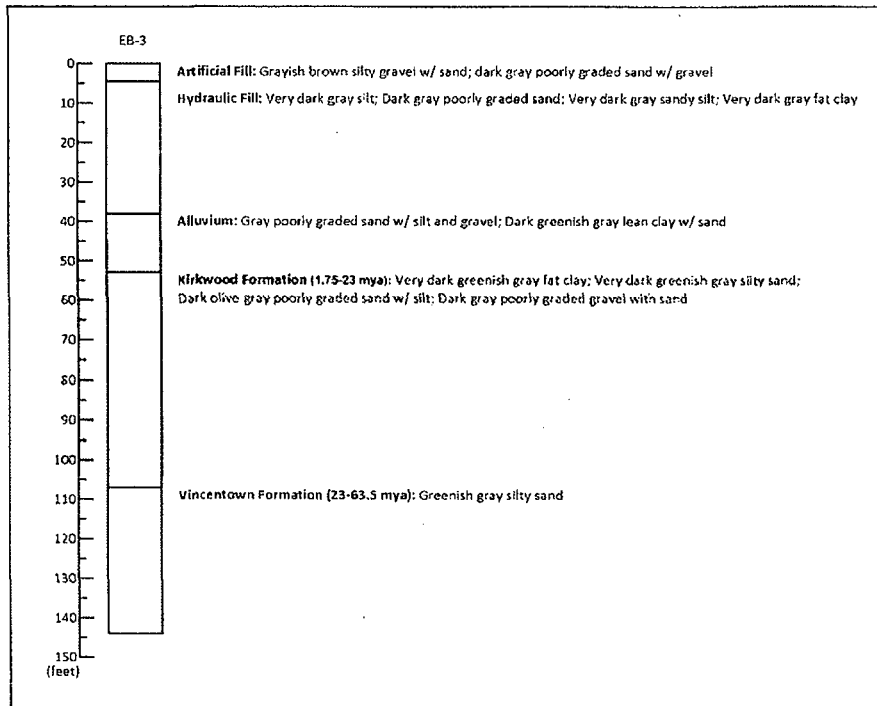 EB-3
0
10
20
30
40
50
60
70
80
90
100
110
120
130
140
150
(feet)
Artificial Fill: Grayish brown silty gravel w/ sand; dark gray poorly graded sand w/ gravel
Hydraulic Fill: Very dark gray silt; Dark gray poorly graded sand; Very dark gray sandy silt; Very dark gray fat clay
Alluvium: Gray poorly graded sand w/ silt and gravel; Dark greenish gray lean clay w/ sand
Kirkwood Formation (1.75-23 mya): Very dark greenish gray fat clay; Very dark greenish gray silty sand;
Dark olive gray poorly graded sand w/ silt; Dark gray poorly graded gravel with sand
Vincentown Formation (23-63.5 mya): Greenish gray silty sand